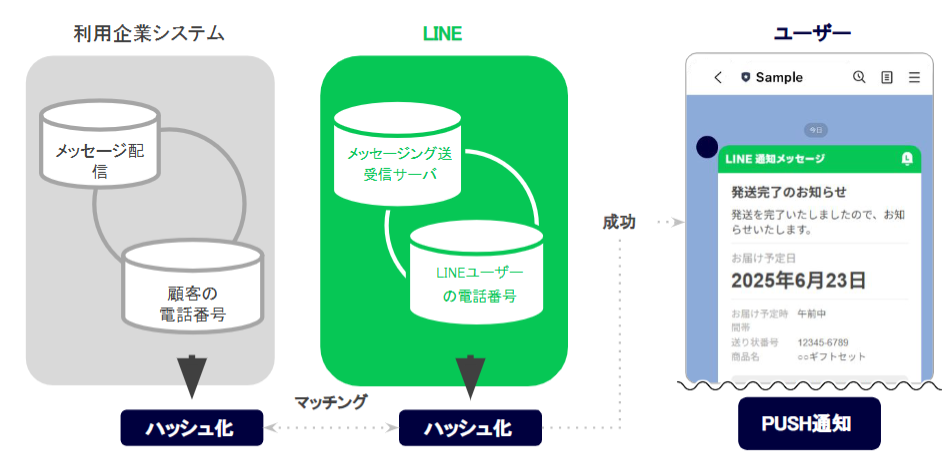 利用企業システム
メッセージ配
信
顧客の
電話番号
ハッシュ化
マッチング
LINE
メッセージング送
受信サーバ
LINEユーザー
の電話番号
ハッシュ化
成功
ユーザー
Sample
今日
LINE 通知メッセージ
発送完了のお知らせ
発送を完了いたしましたので、お知
らせいたします。
お届け予定日
2025年6月23日
お届け予定時 午前中
間帯
送り状番号 12345-6789
商品名 ○○ギフトセット
PUSH通知